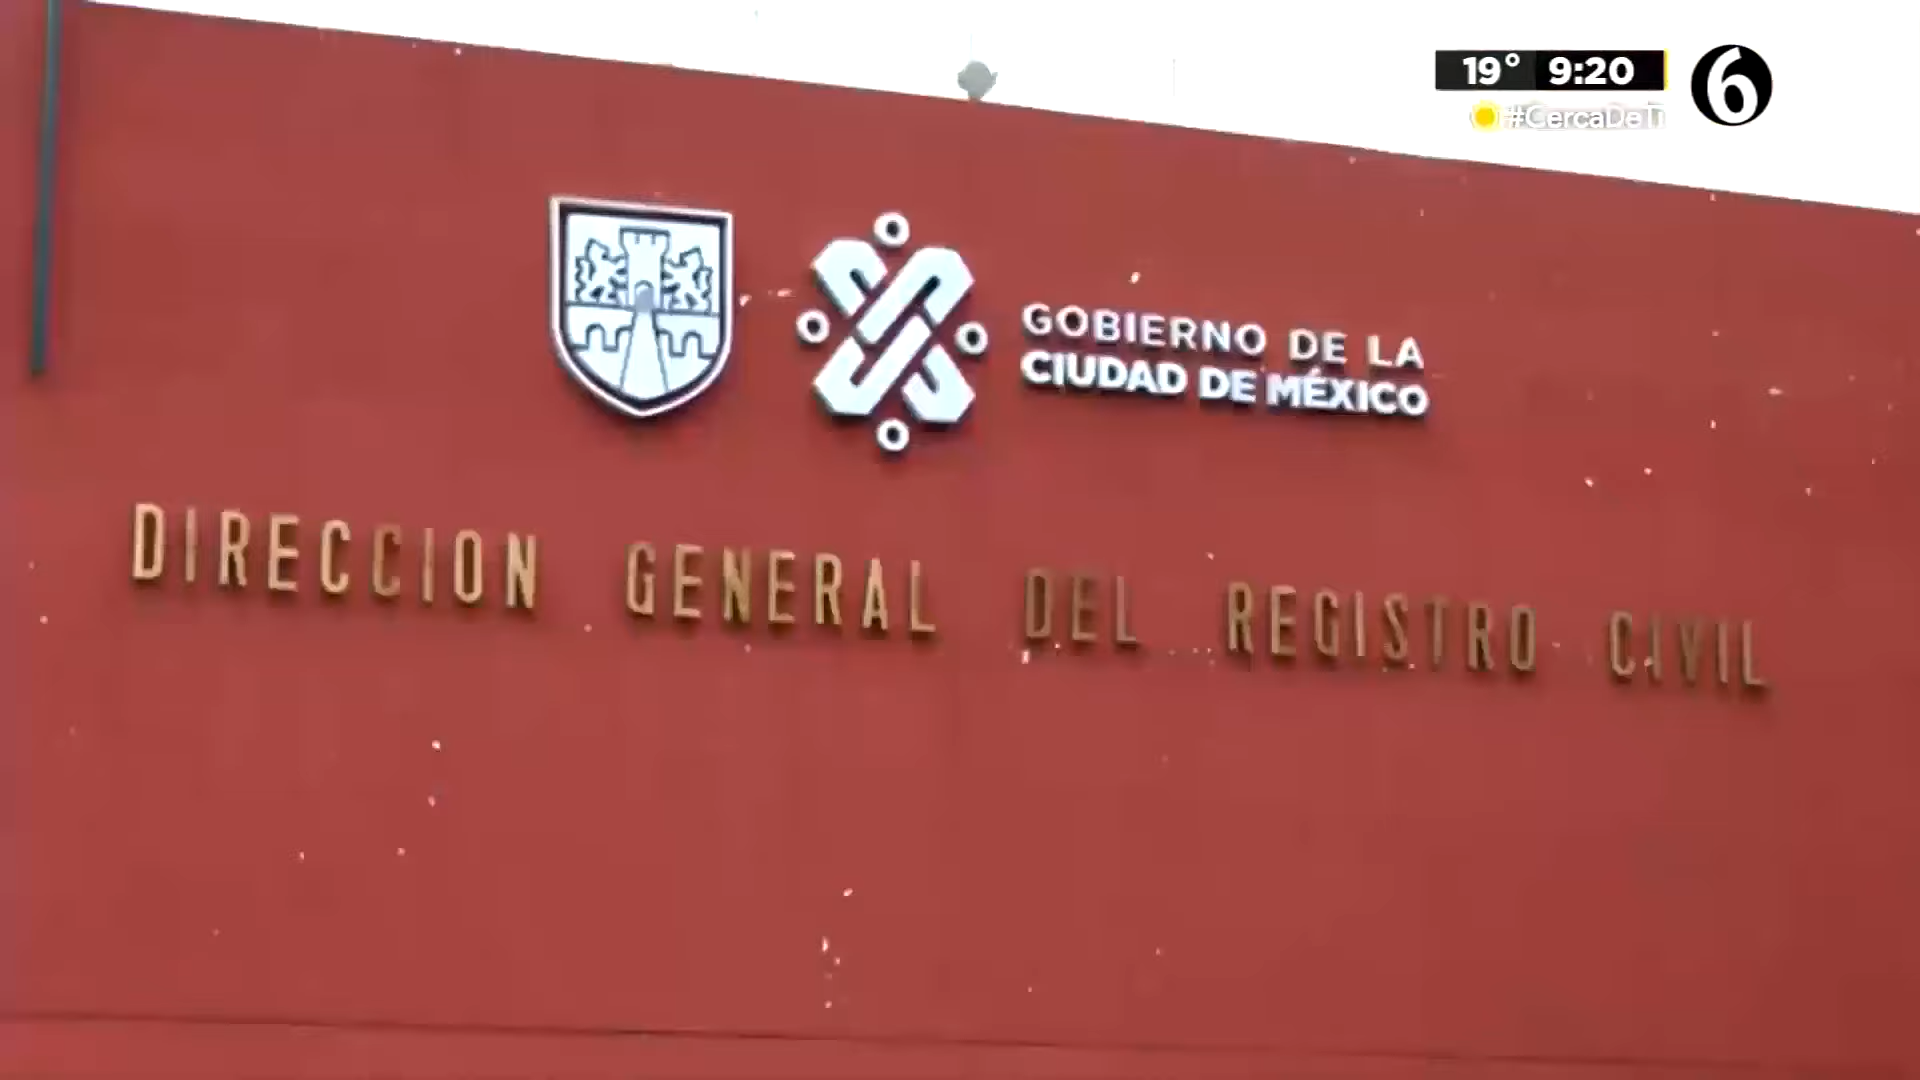 19° 9:20
6
#CercaDeTi
GOBIERNO DE LA
CIUDAD DE MÉXICO
DIRECCION GENERAL DEL REGISTRO CIVIL